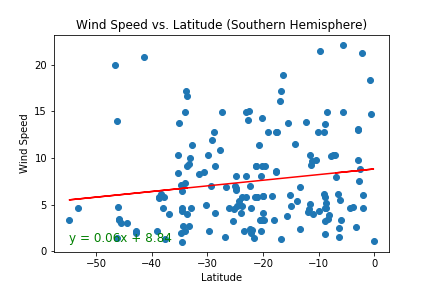 Wind Speed vs. Latitude (Southern Hemisphere)
20
15
10
5
0
Wind Speed
y = 0.06x + 8.84
−50
−40
−30
−20
−10
0
Latitude